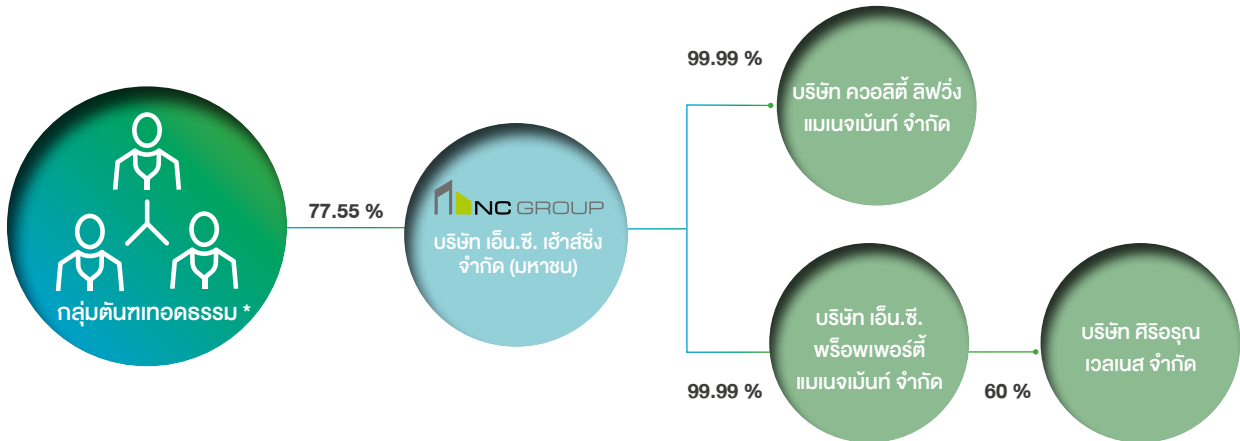 กลุ่มตันฑเทอดธรรม *
77.55 %
NC GROUP
บริษัท เอ็น.ซี. เฮ้าส์ซิ่ง
จำกัด (มหาชน)
99.99 %
บริษัท ควอลิตี้ ลิฟวิ่ง
แมเนจเม้นท์ จำกัด
99.99 %
บริษัท เอ็น.ซี.
พร็อพเพอร์ตี้
แมเนจเม้นท์ จำกัด
60 %
บริษัท ศิริอรุณ
เวลเนส จำกัด